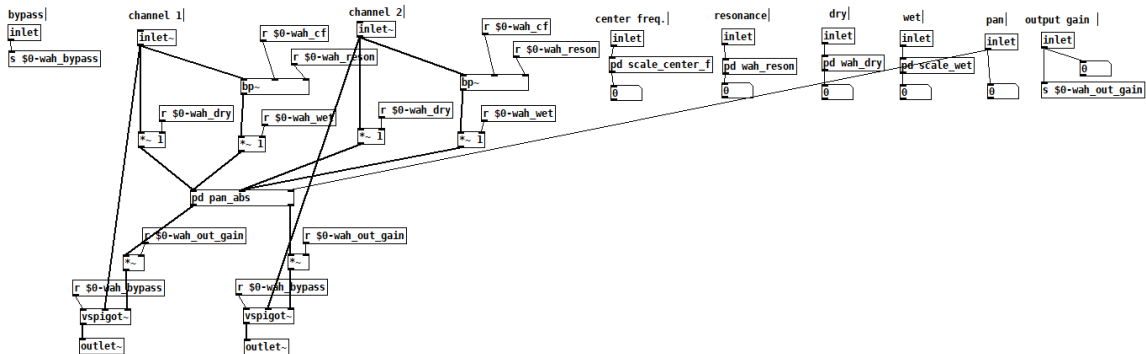 bypass
channel 1
channel 2
center freq.
resonance
dry
wet
pan
output gain
inlet
inlet~
r $0-wah_cf
inlet~
r $0-wah_cf
inlet
inlet
inlet
inlet
inlet
inlet
s $0-wah_bypass
r $0-wah_reson
r $0-wah_reson
pd scale_center_f
pd wah_reson
pd wah_dry
pd scale_wet
0
bp~
bp~
0
0
0
0
0
s $0-wah_out_gain
r $0-wah_dry
r $0-wah_wet
r $0-wah_dry
r $0-wah_wet
*~ 1
*~ 1
*~ 1
*~ 1
pd pan_abs
r $0-wah_out_gain
r $0-wah_out_gain
*~
*~
r $0-wah_bypass
r $0-wah_bypass
vspigot~
vspigot~
outlet~
outlet~